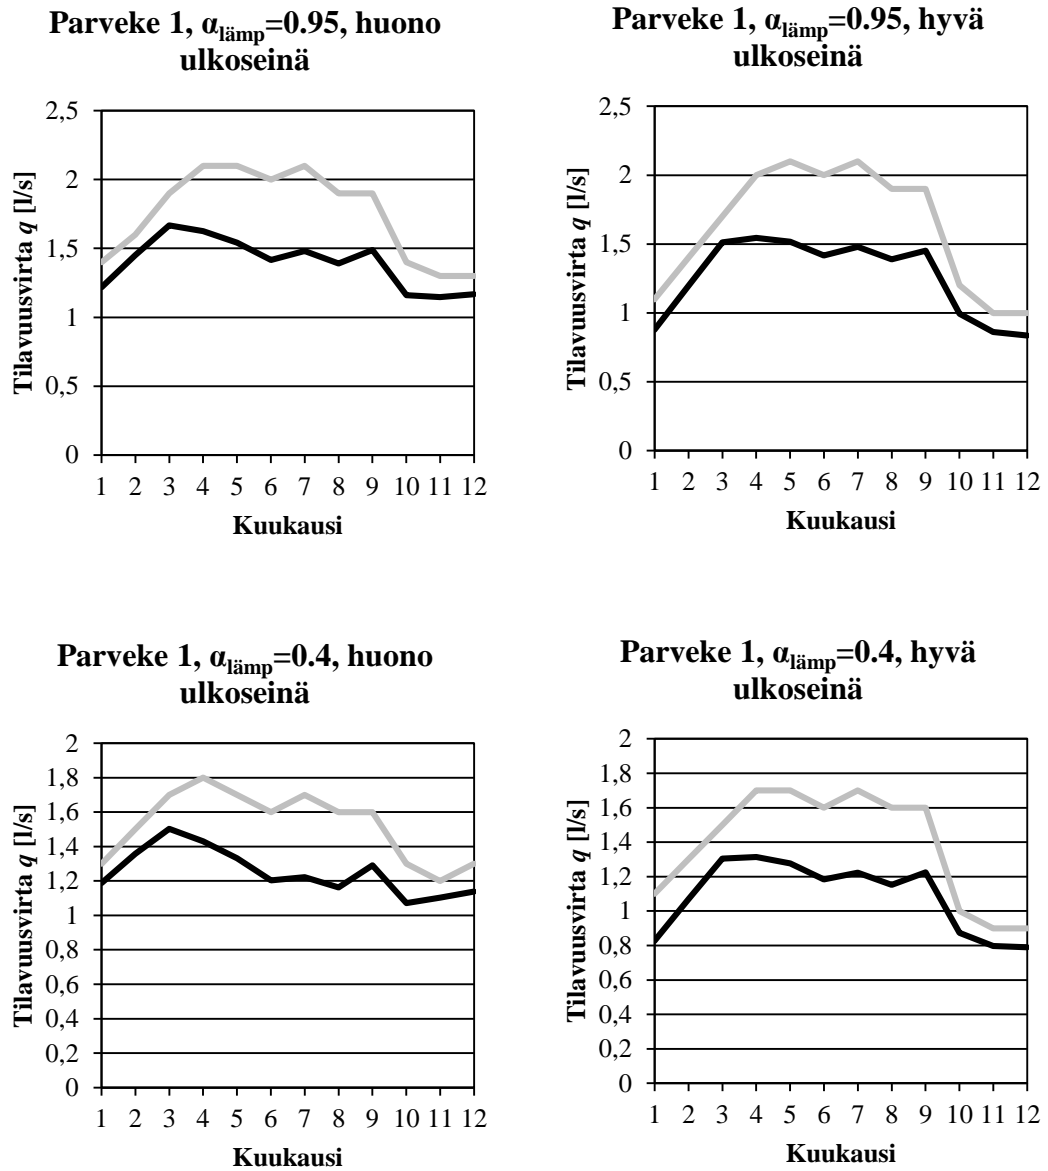 Parveke 1, αlämp=0.95, huono
ulkoseinä
2,5
2
1,5
1
0,5
0
Tilavuusvirta q [l/s]
1 2 3 4 5 6 7 8 9 10 11 12
Kuukausi
Parveke 1, αlämp=0.95, hyvä
ulkoseinä
2,5
2
1,5
1
0,5
0
Tilavuusvirta q [l/s]
1 2 3 4 5 6 7 8 9 10 11 12
Kuukausi
Parveke 1, αlämp=0.4, huono
ulkoseinä
2
1,8
1,6
1,4
1,2
1
0,8
0,6
0,4
0,2
0
Tilavuusvirta q [l/s]
1 2 3 4 5 6 7 8 9 10 11 12
Kuukausi
Parveke 1, αlämp=0.4, hyvä
ulkoseinä
2
1,8
1,6
1,4
1,2
1
0,8
0,6
0,4
0,2
0
Tilavuusvirta q [l/s]
1 2 3 4 5 6 7 8 9 10 11 12
Kuukausi